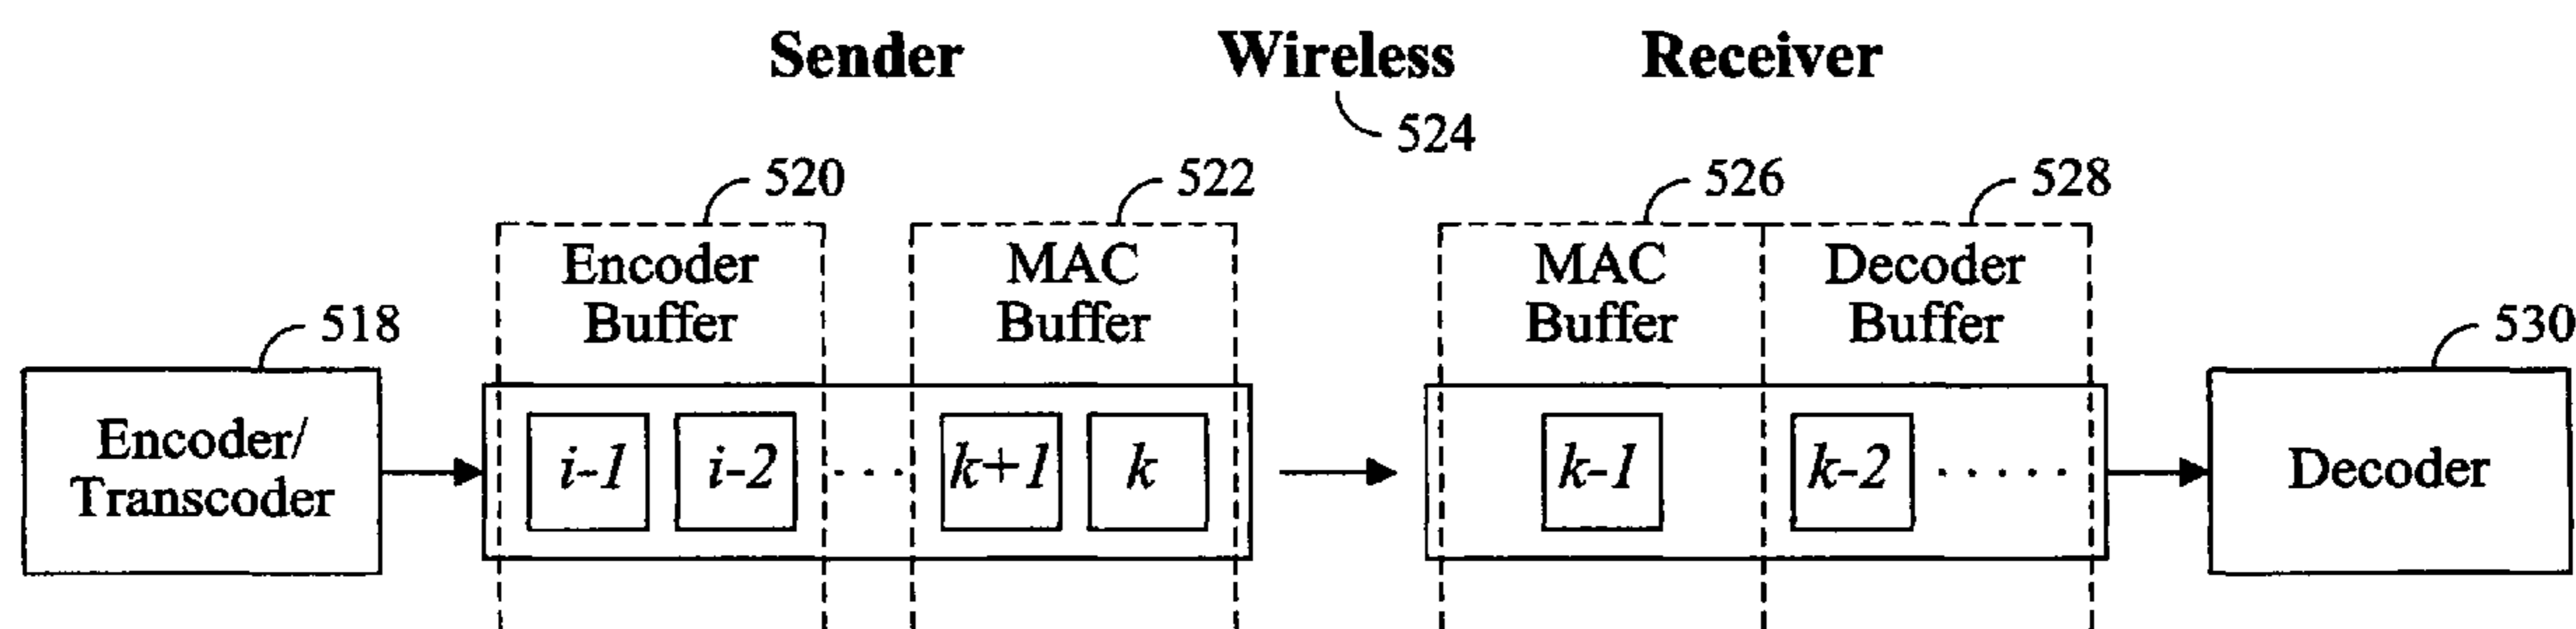 Sender Wireless Receiver
524
520 522 526 528
Encoder Buffer
MAC Buffer
MAC Buffer
Decoder Buffer
518
530
Encoder/
Transcoder
i-1 i-2 . . . k+1 k
k-1 k-2 . . . . .
Decoder